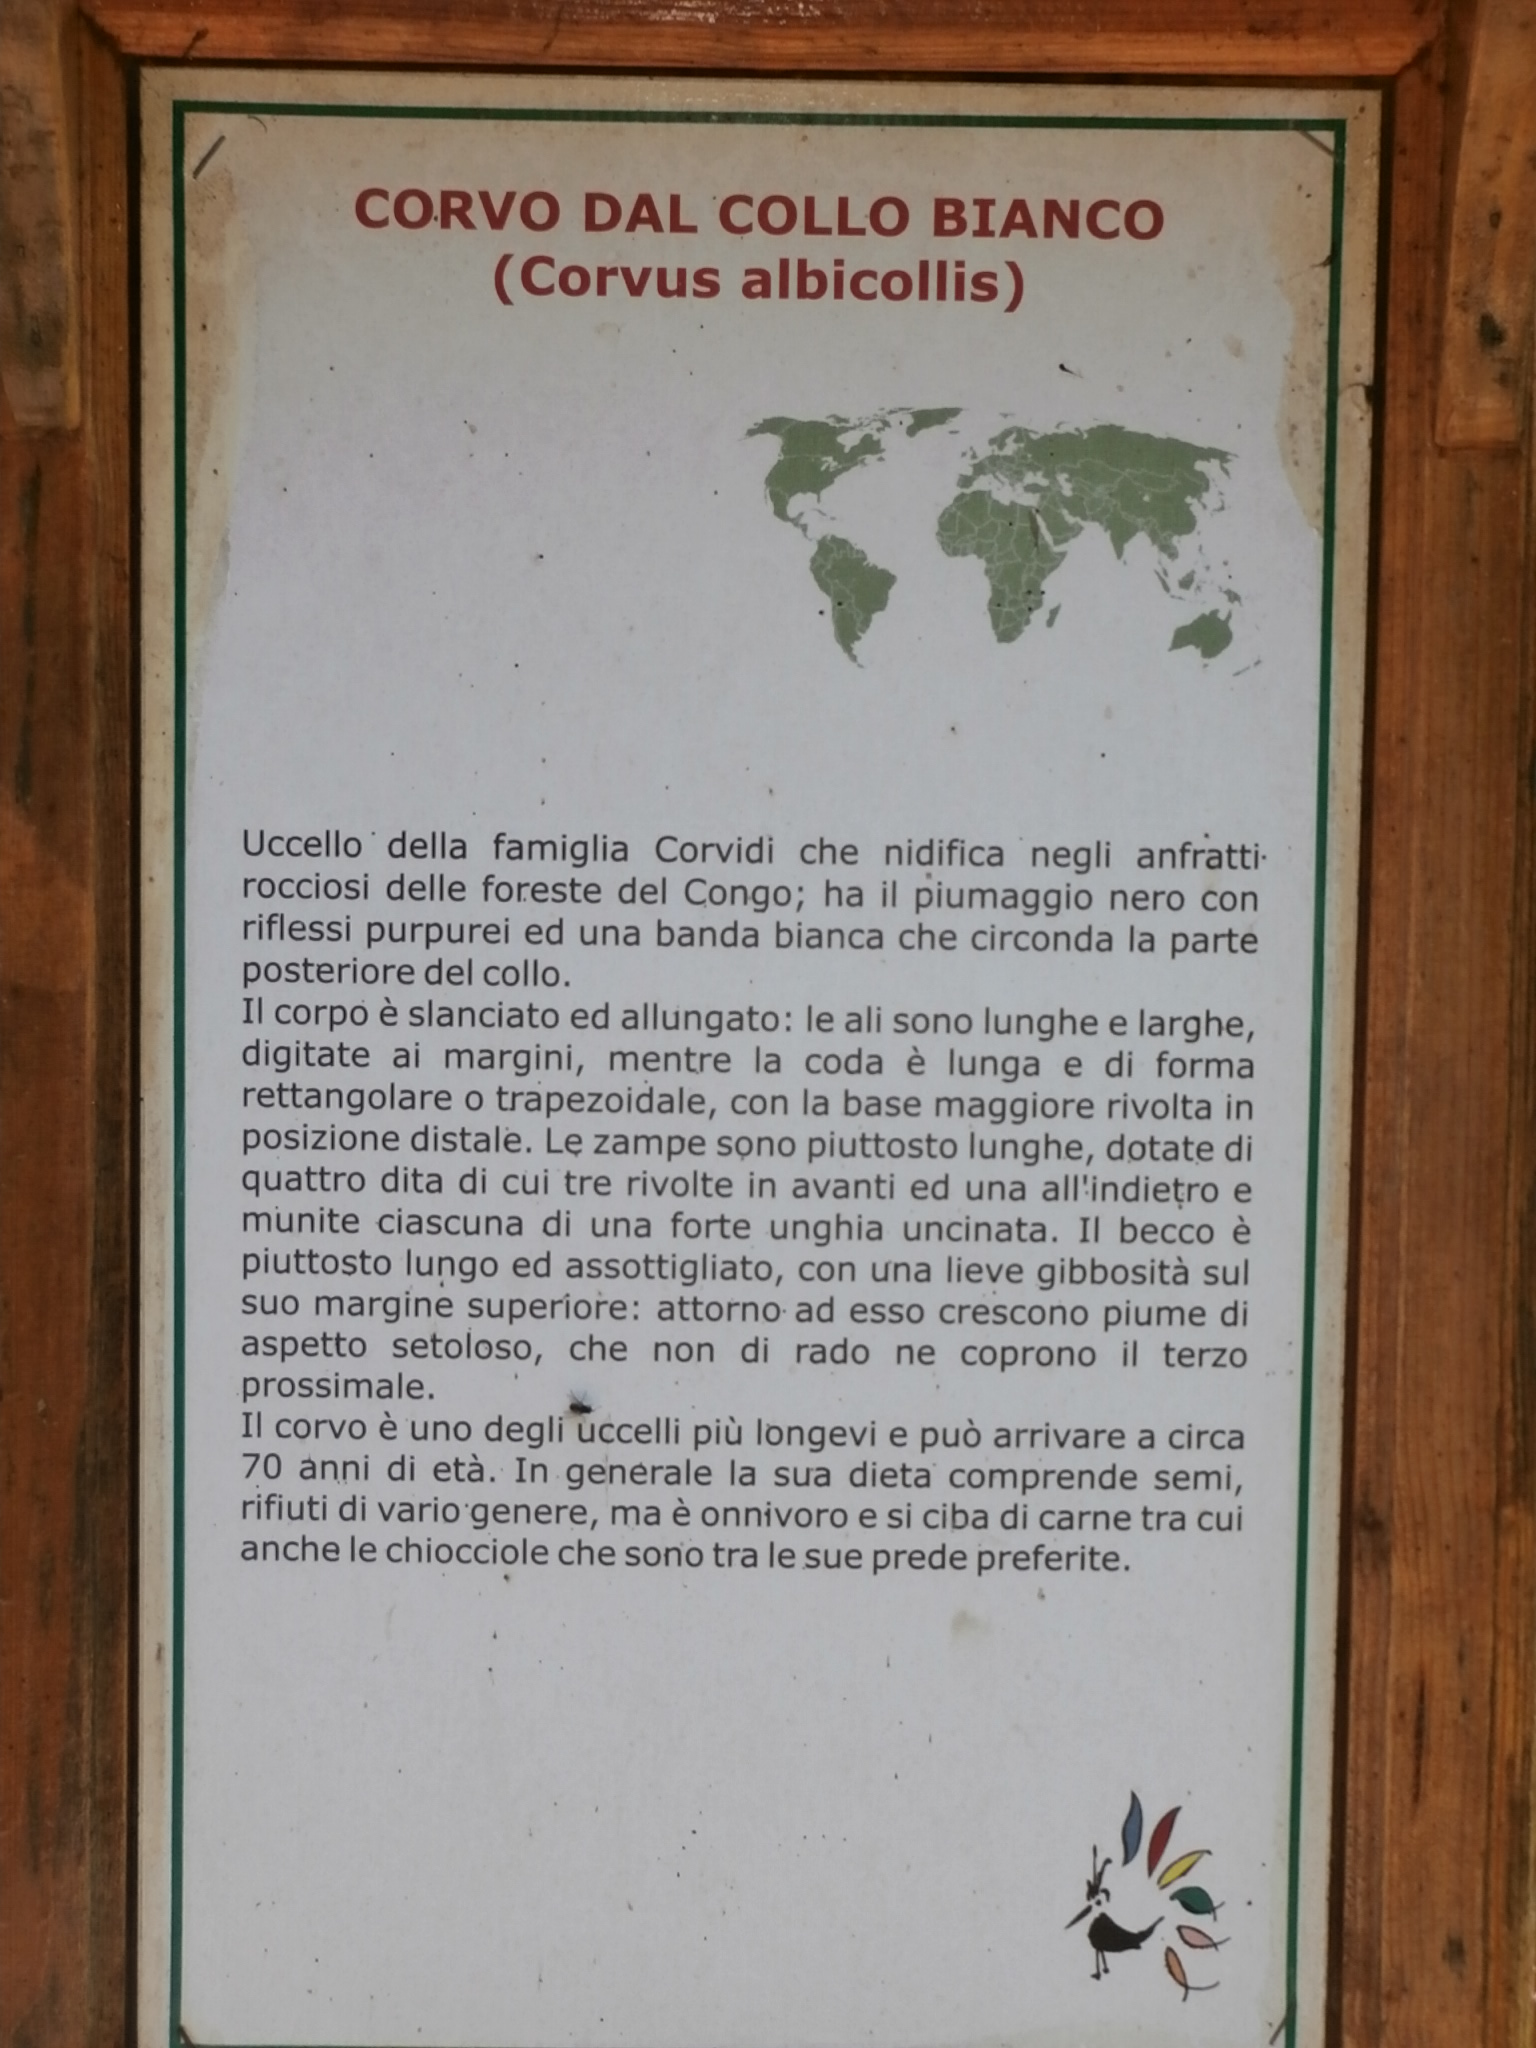 CORVO DAL COLLO BIANCO
(Corvus albicollis)
Uccello della famiglia Corvidi che nidifica negli anfratti
rocciosi delle foreste del Congo; ha il piumaggio nero con
riflessi purpurei ed una banda bianca che circonda la parte
posteriore del collo.
Il corpo è slanciato ed allungato: le ali sono lunghe e larghe,
digitate ai margini, mentre la coda è lunga e di forma
rettangolare o trapezoidale, con la base maggiore rivolta in
posizione distale. Le zampe sono piuttosto lunghe, dotate di
quattro dita di cui tre rivolte in avanti ed una all'indietro e
munite ciascuna di una forte unghia uncinata. Il becco è
piuttosto lungo ed assottigliato, con una lieve gibbosità sul
suo margine superiore: attorno ad esso crescono piume di
aspetto setoloso, che non di rado ne coprono il terzo
prossimale.
Il corvo è uno degli uccelli più longevi e può arrivare a circa
70 anni di età. In generale la sua dieta comprende semi,
rifiuti di vario genere, ma è onnivoro e si ciba di carne tra cui
anche le chiocciole che sono tra le sue prede preferite.